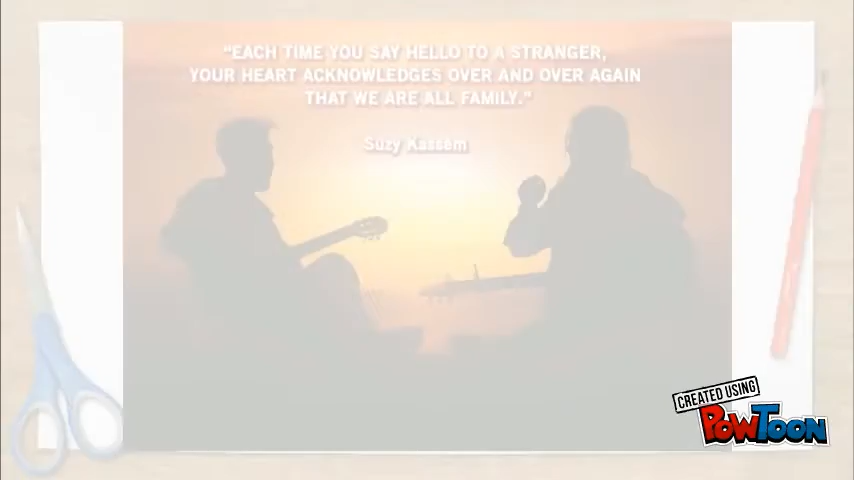 "EACH TIME YOU SAY HELLO TO A STRANGER,
YOUR HEART ACKNOWLEDGES OVER AND OVER AGAIN
THAT WE ARE ALL FAMILY."
Suzy Kassem
CREATED USING
POWTOON